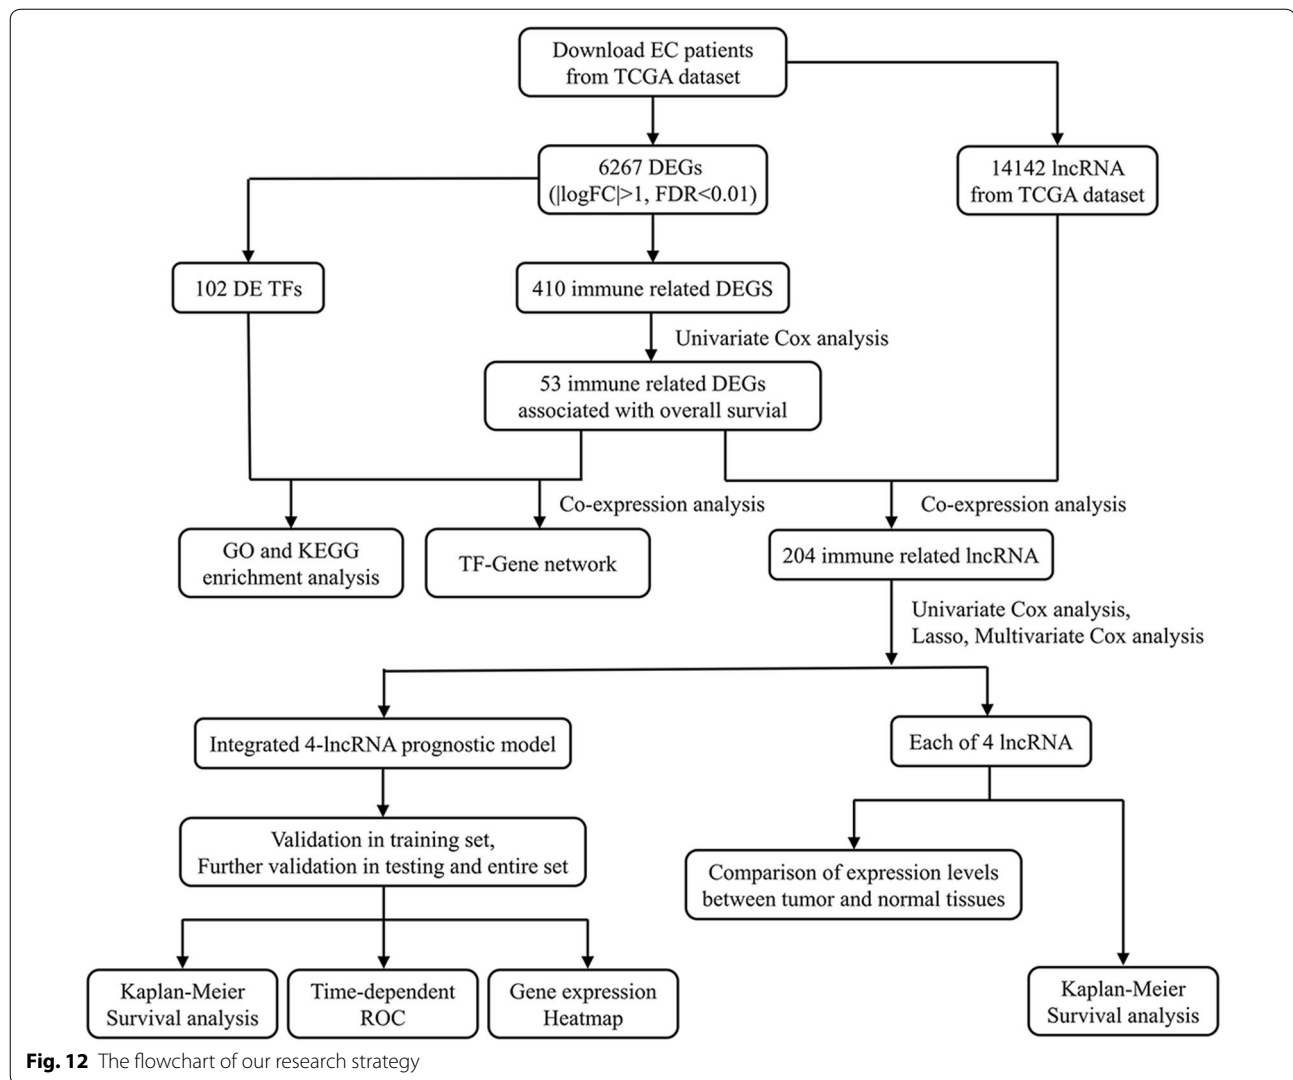 Download EC patients
from TCGA dataset
6267 DEGs
(|logFC|>1, FDR<0.01)
14142 lncRNA
from TCGA dataset
102 DE TFs
410 immune related DEGS
Univariate Cox analysis
53 immune related DEGs
associated with overall survial
Co-expression analysis
Co-expression analysis
GO and KEGG
enrichment analysis
TF-Gene network
204 immune related lncRNA
Univariate Cox analysis,
Lasso, Multivariate Cox analysis
Integrated 4-lncRNA prognostic model
Each of 4 lncRNA
Validation in training set,
Further validation in testing and entire set
Comparison of expression levels
between tumor and normal tissues
Kaplan-Meier
Survival analysis
Time-dependent
ROC
Gene expression
Heatmap
Kaplan-Meier
Survival analysis
Fig. 12 The flowchart of our research strategy